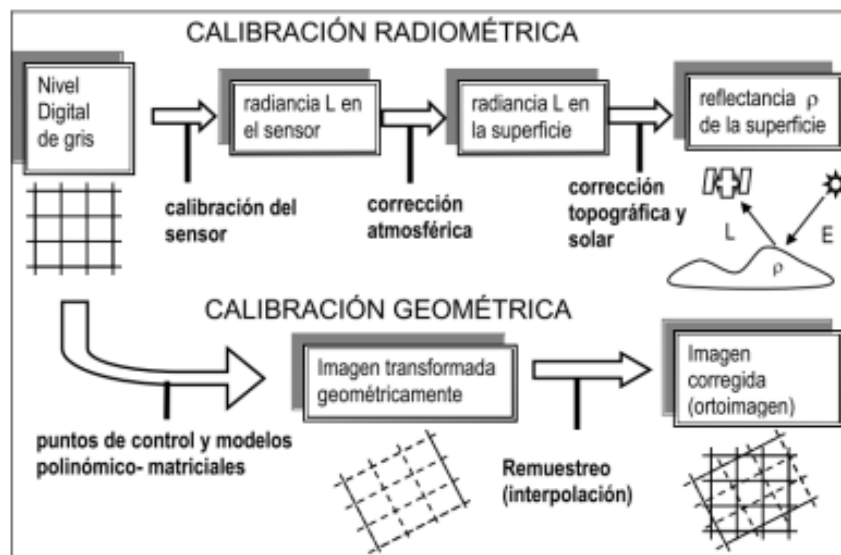 CALIBRACIÓN RADIOMÉTRICA
Nivel
Digital
de gris
radiancia L en
el sensor
radiancia L en
la superficie
reflectancia ρ
de la superficie
calibración del
sensor
corrección
atmosférica
corrección
topográfica y
solar
L
E
ρ
CALIBRACIÓN GEOMÉTRICA
Imagen transformada
geométricamente
Imagen
corregida
(ortoimagen)
puntos de control y modelos
polinómico- matriciales
Remuestreo
(interpolación)